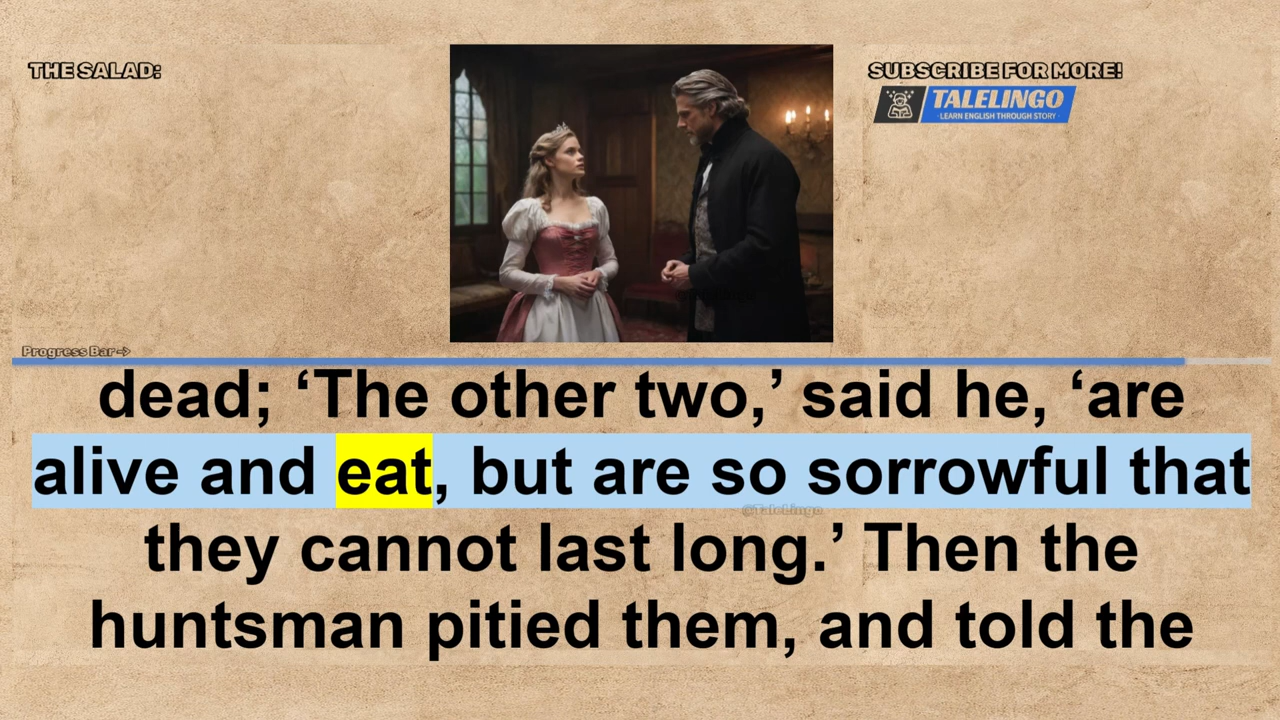 THE SALAD:
SUBSCRIBE FOR MORE!
TALELINGO
· LEARN ENGLISH THROUGH STORY ·
Progress Bar->
dead; ‘The other two,’ said he, ‘are
alive and eat, but are so sorrowful that
@TaleLingo
they cannot last long.’ Then the
huntsman pitied them, and told the